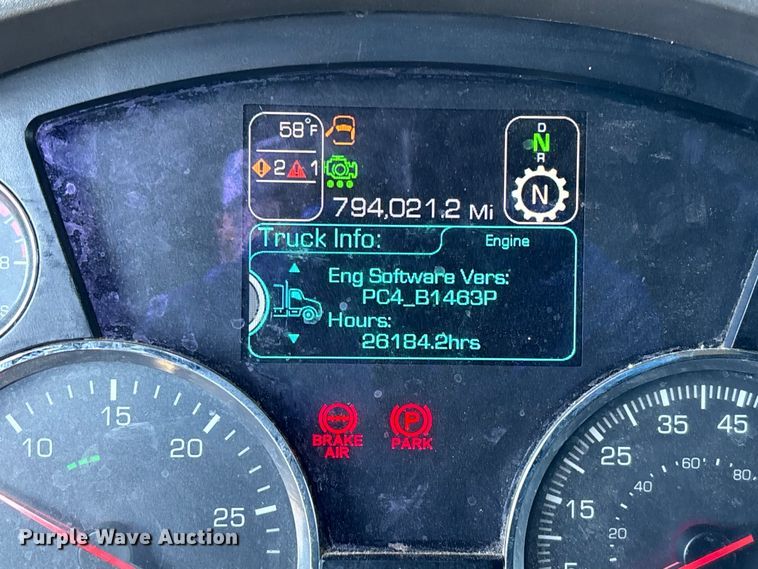 58°F
2 1
D
N
R
N
794,021.2 Mi
Truck Info:
Engine
Eng Software Vers:
PC4_B1463P
Hours:
26184.2hrs
BRAKE
AIR
P
PARK
8
10
15
20
25
5
15
25
35
45
20
40
60
80
Purple Wave Auction